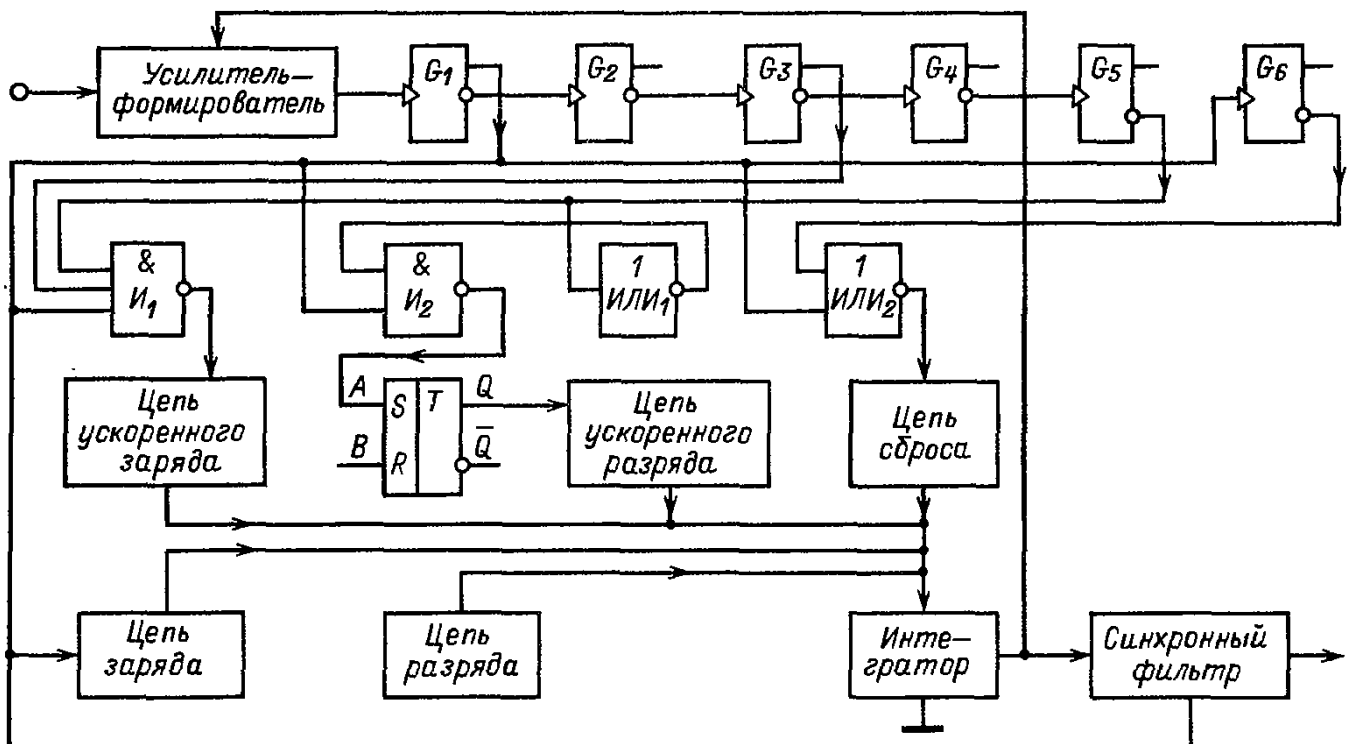 Усилитель—
формирователь
G1
G2
G3
G4
G5
G6
&
И1
&
И2
1
ИЛИ1
1
ИЛИ2
Цепь
ускоренного
заряда
A
B
S T
R
Q
Q̅
Цепь
ускоренного
разряда
Цепь
сброса
Цепь
заряда
Цепь
разряда
Инте—
гратор
Синхронный
фильтр